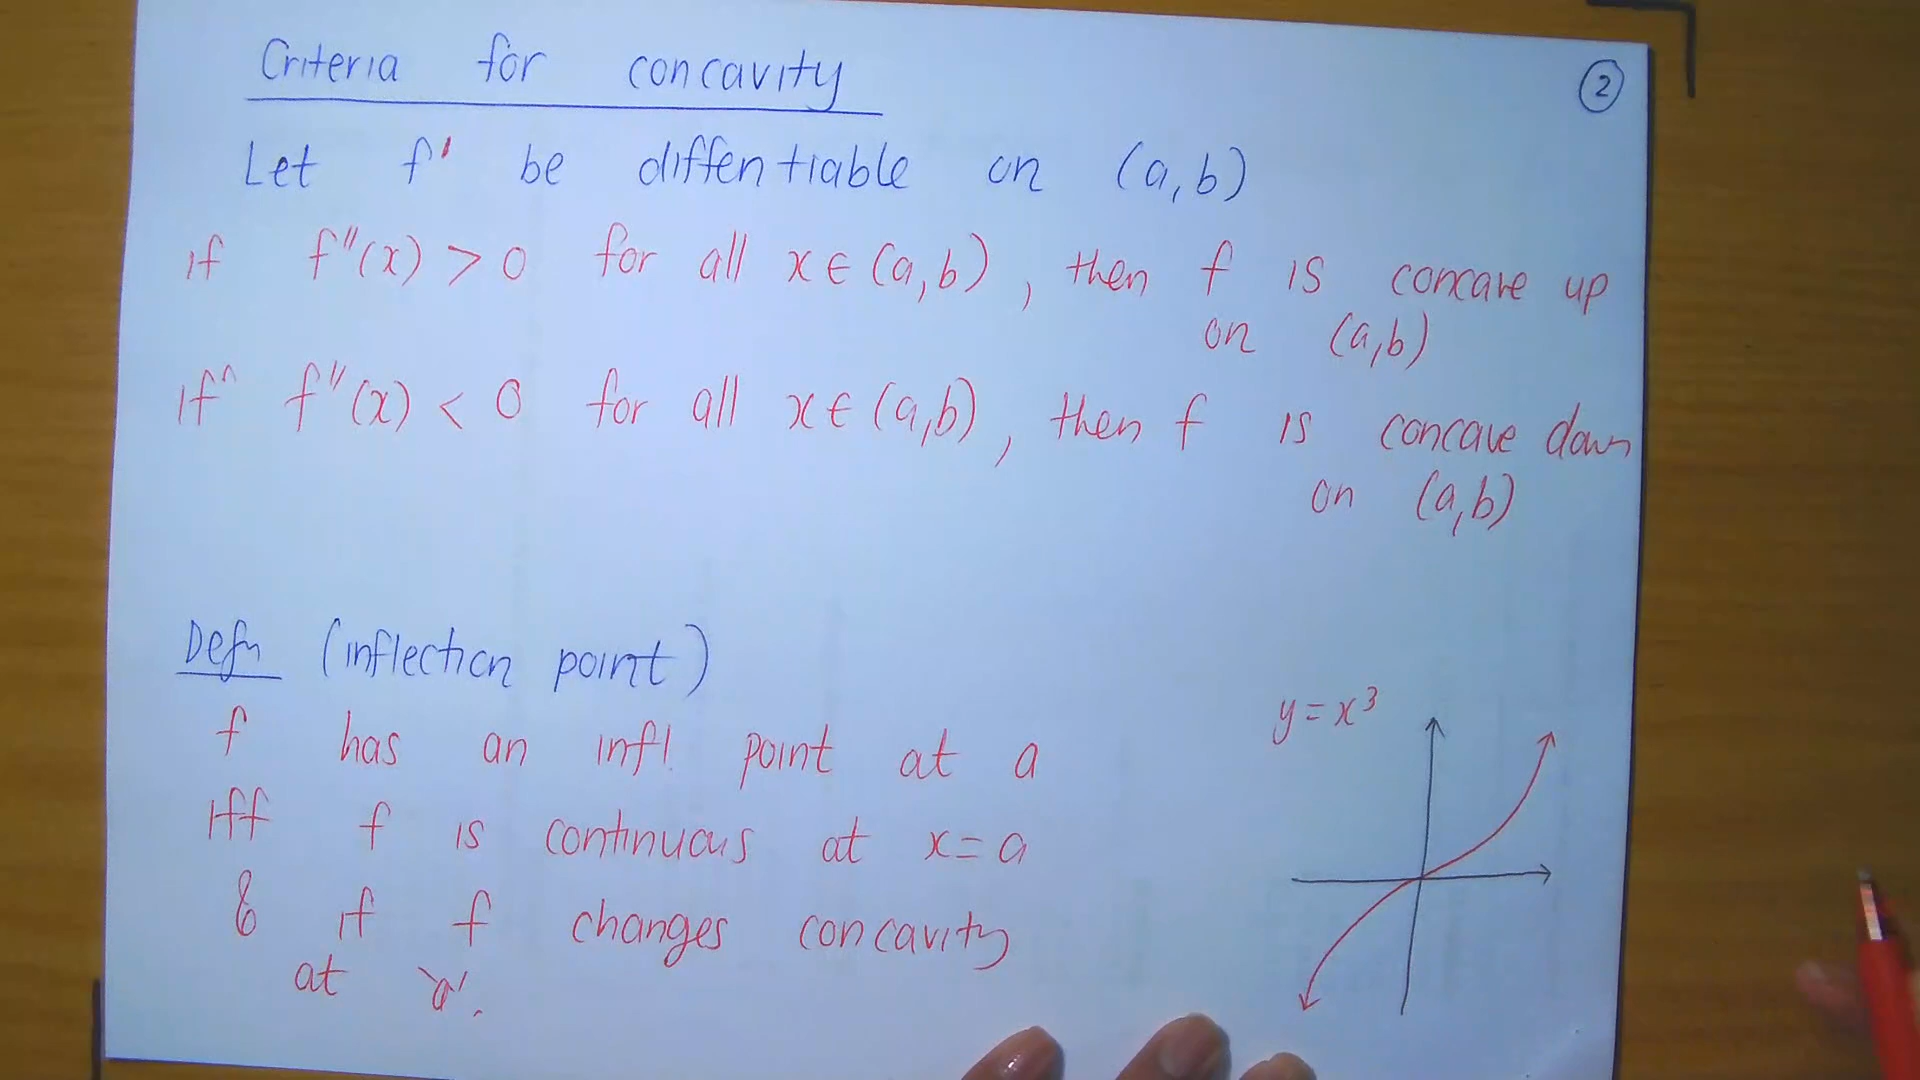 Criteria for concavity
②
Let f' be diffentiable on (a,b)
if f''(x) > 0 for all x ∈ (a,b), then f is concave up
on (a,b)
if f''(x) < 0 for all x ∈ (a,b), then f is concave down
on (a,b)
Defn (inflection point)
y = x³
f has an infl. point at a
iff f is continuous at x = a
& if f changes concavity
at 'a'.